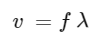 v = f λ